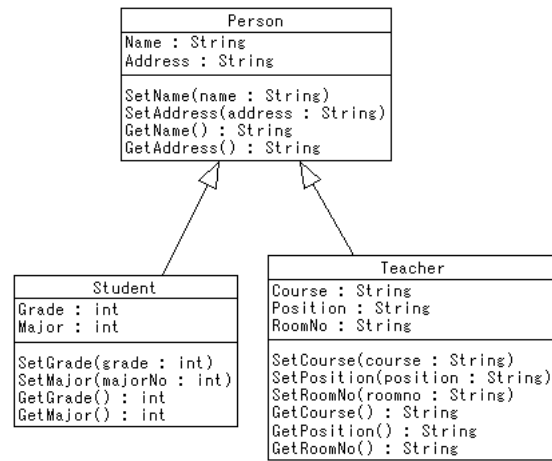 Person
Name : String
Address : String
SetName(name : String)
SetAddress(address : String)
GetName() : String
GetAddress() : String
Student
Grade : int
Major : int
SetGrade(grade : int)
SetMajor(majorNo : int)
GetGrade() : int
GetMajor() : int
Teacher
Course : String
Position : String
RoomNo : String
SetCourse(course : String)
SetPosition(position : String)
SetRoomNo(roomno : String)
GetCourse() : String
GetPosition() : String
GetRoomNo() : String